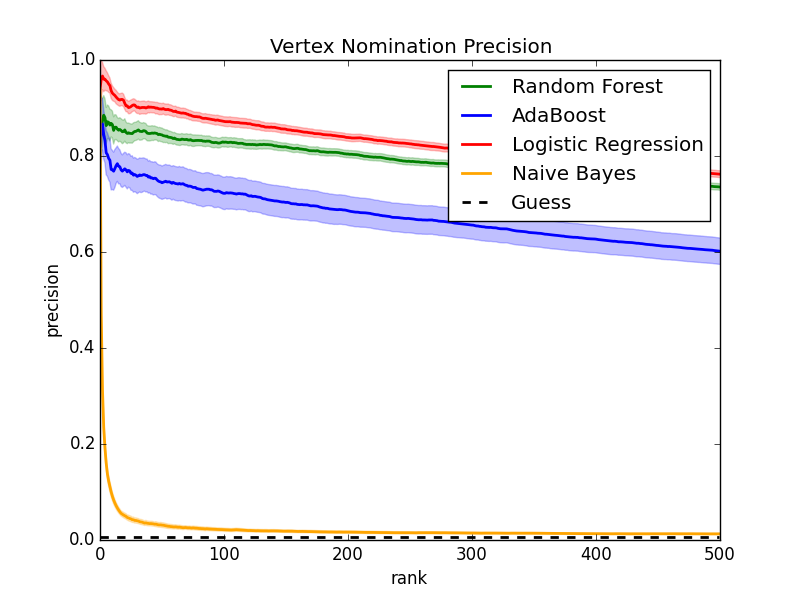 Vertex Nomination Precision
1.0
0.8
0.6
0.4
0.2
0.0
precision
Random Forest
AdaBoost
Logistic Regression
Naive Bayes
Guess
0 100 200 300 400 500
rank